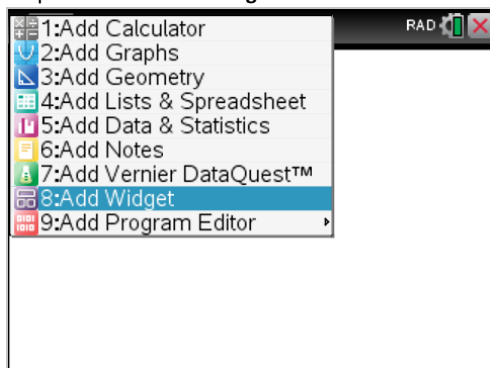 1:Add Calculator
RAD
2:Add Graphs
3:Add Geometry
4:Add Lists & Spreadsheet
5:Add Data & Statistics
6:Add Notes
7:Add Vernier DataQuest™
8:Add Widget
9:Add Program Editor